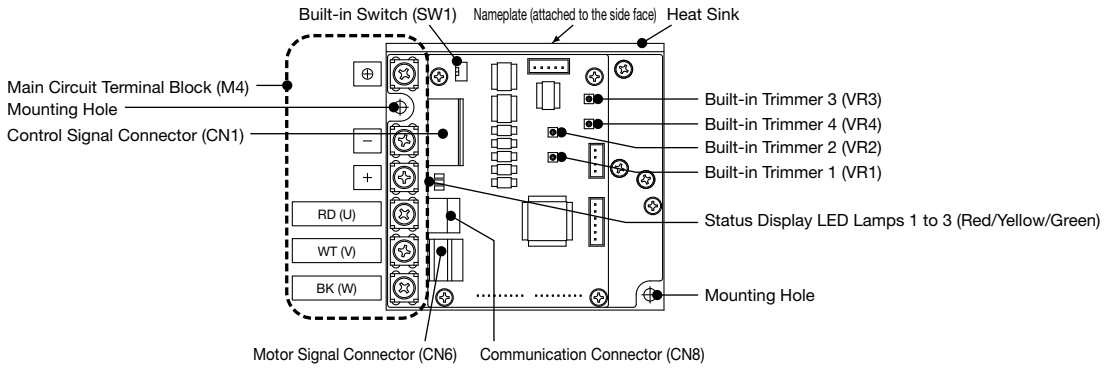 Built-in Switch (SW1)
Nameplate (attached to the side face)
Heat Sink
Main Circuit Terminal Block (M4)
Mounting Hole
Control Signal Connector (CN1)
Built-in Trimmer 3 (VR3)
Built-in Trimmer 4 (VR4)
Built-in Trimmer 2 (VR2)
Built-in Trimmer 1 (VR1)
−
+
RD (U)
WT (V)
BK (W)
Status Display LED Lamps 1 to 3 (Red/Yellow/Green)
Mounting Hole
Motor Signal Connector (CN6)
Communication Connector (CN8)